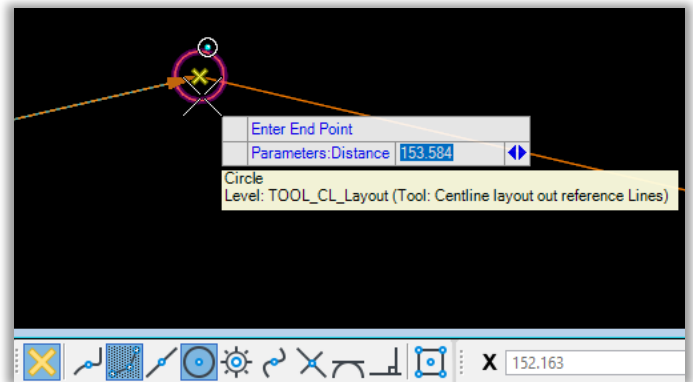 Enter End Point
Parameters:Distance 153.584
Circle
Level: TOOL_CL_Layout (Tool: Centline layout out reference Lines)
X 152.163